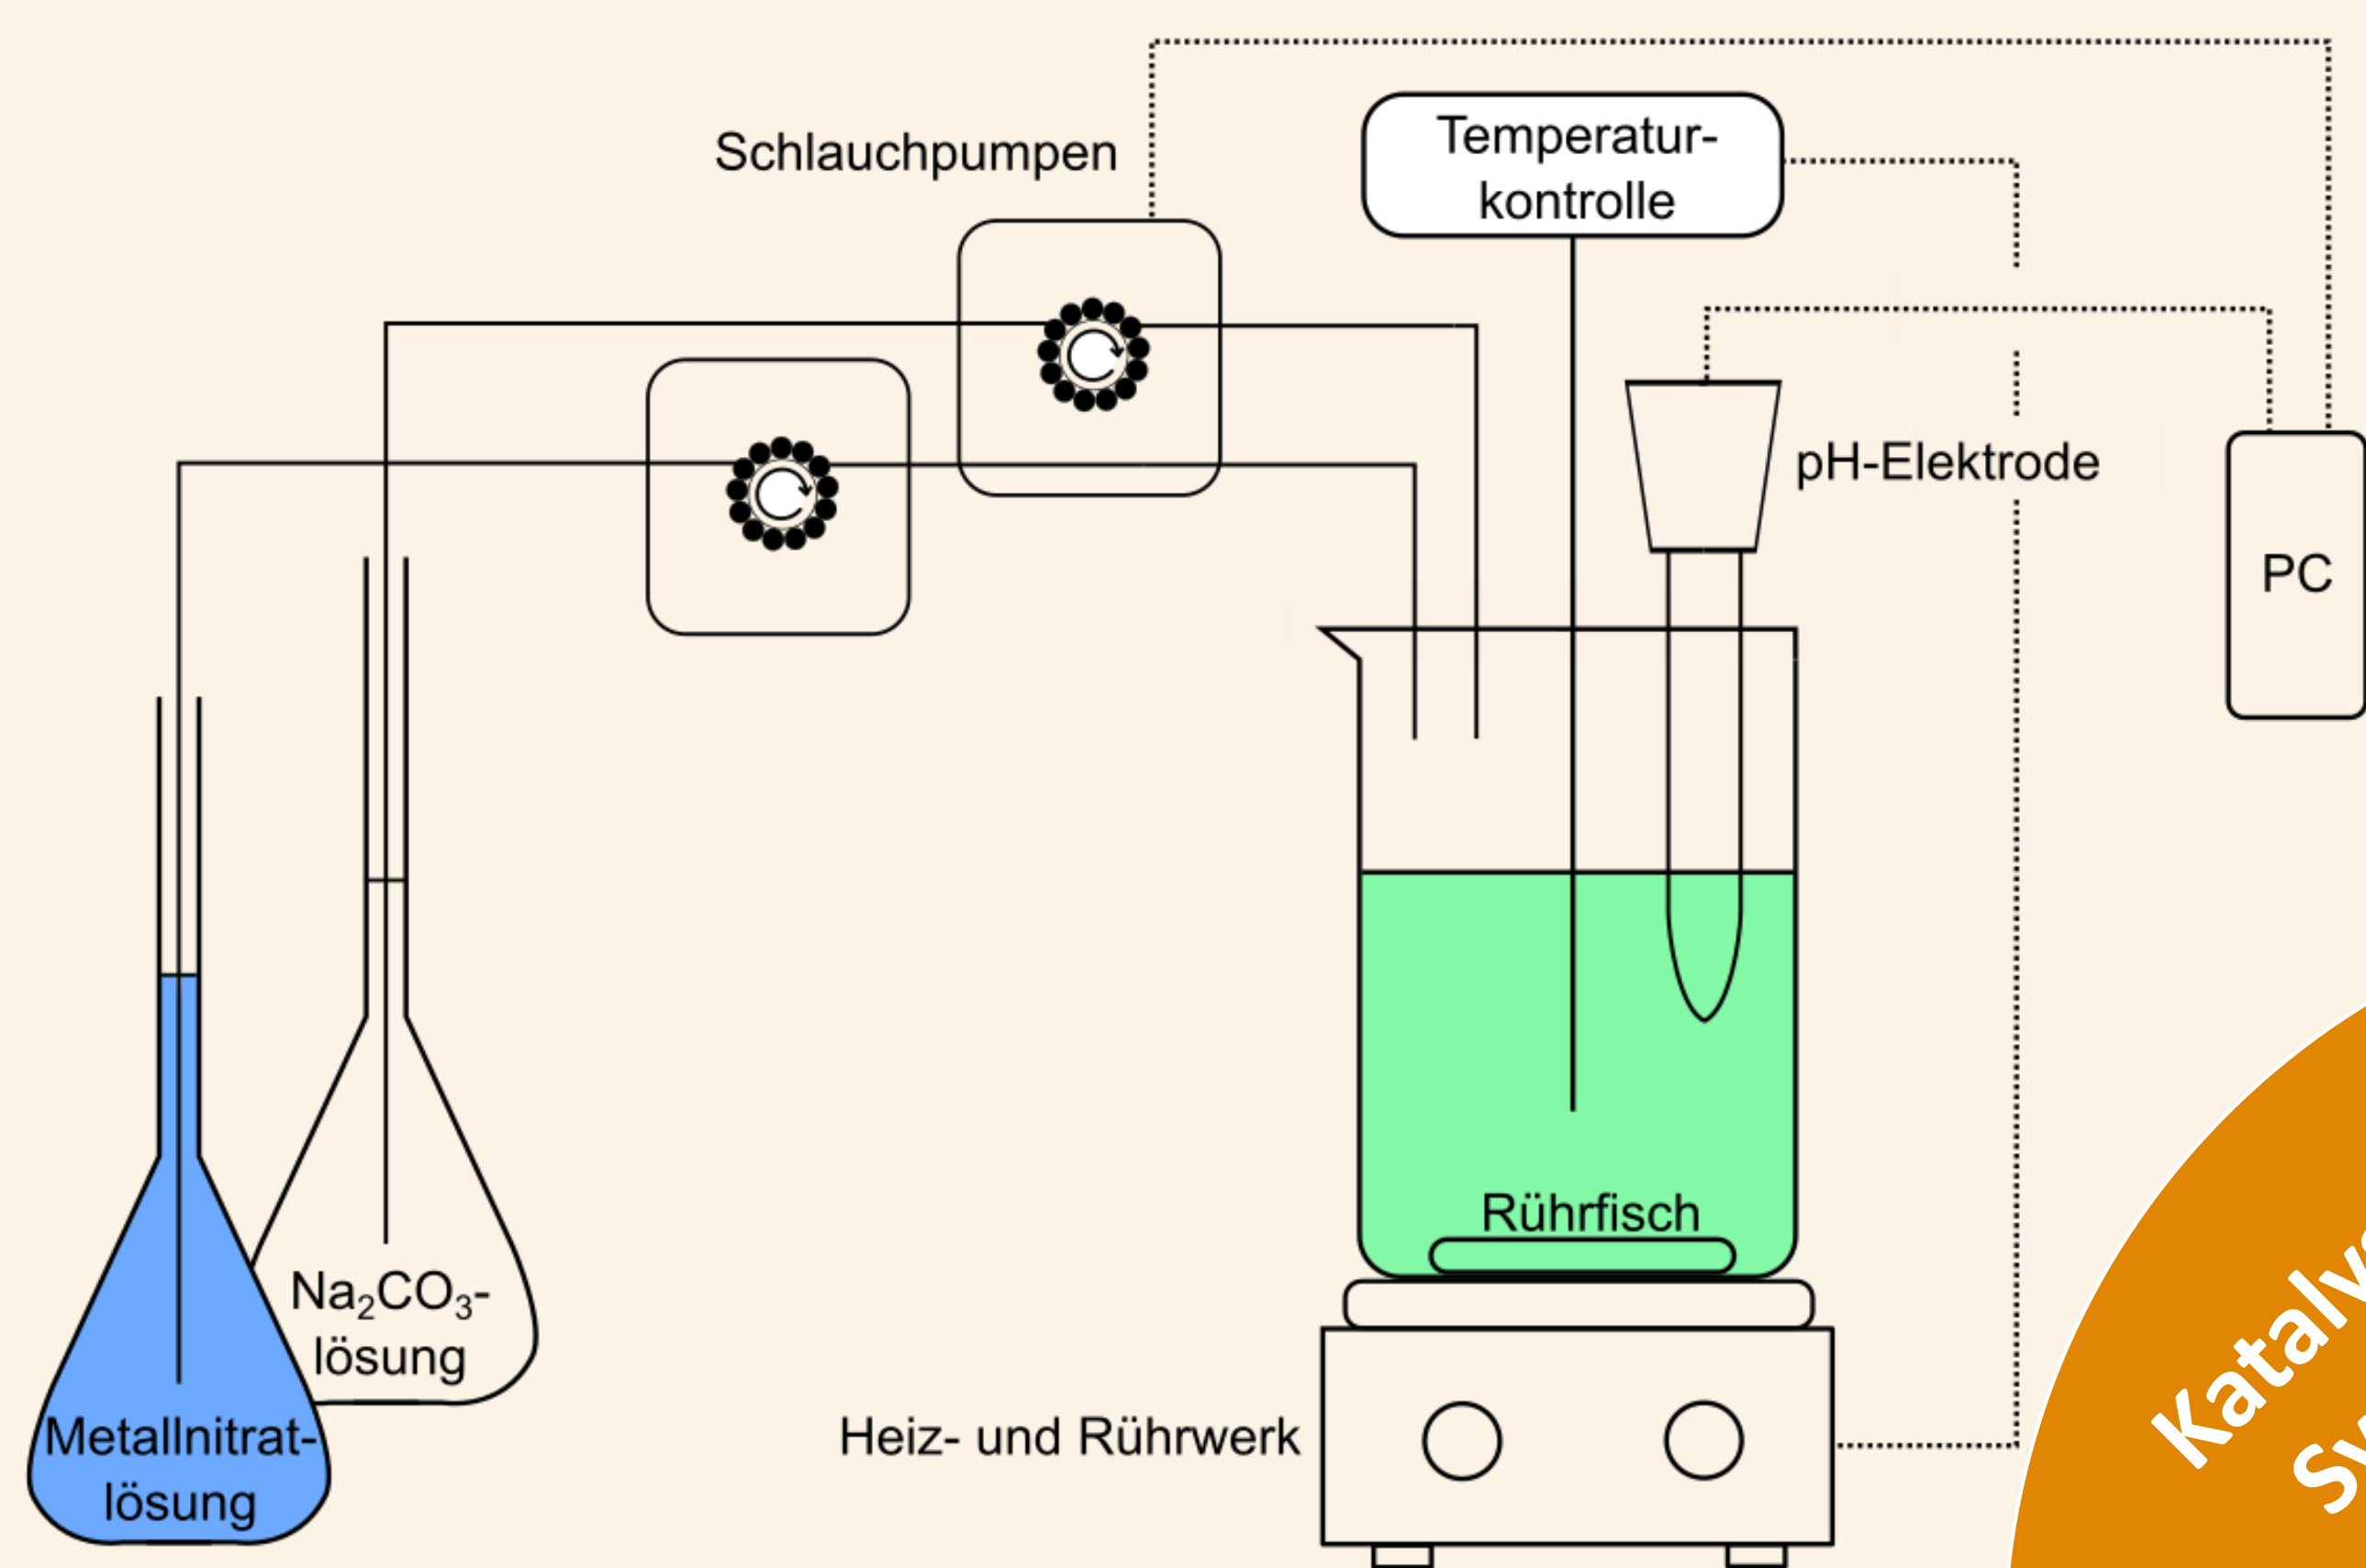 Schlauchpumpen
Temperatur-
kontrolle
pH-Elektrode
PC
Rührfisch
Na₂CO₃-
lösung
Metallnitrat-
lösung
Heiz- und Rührwerk